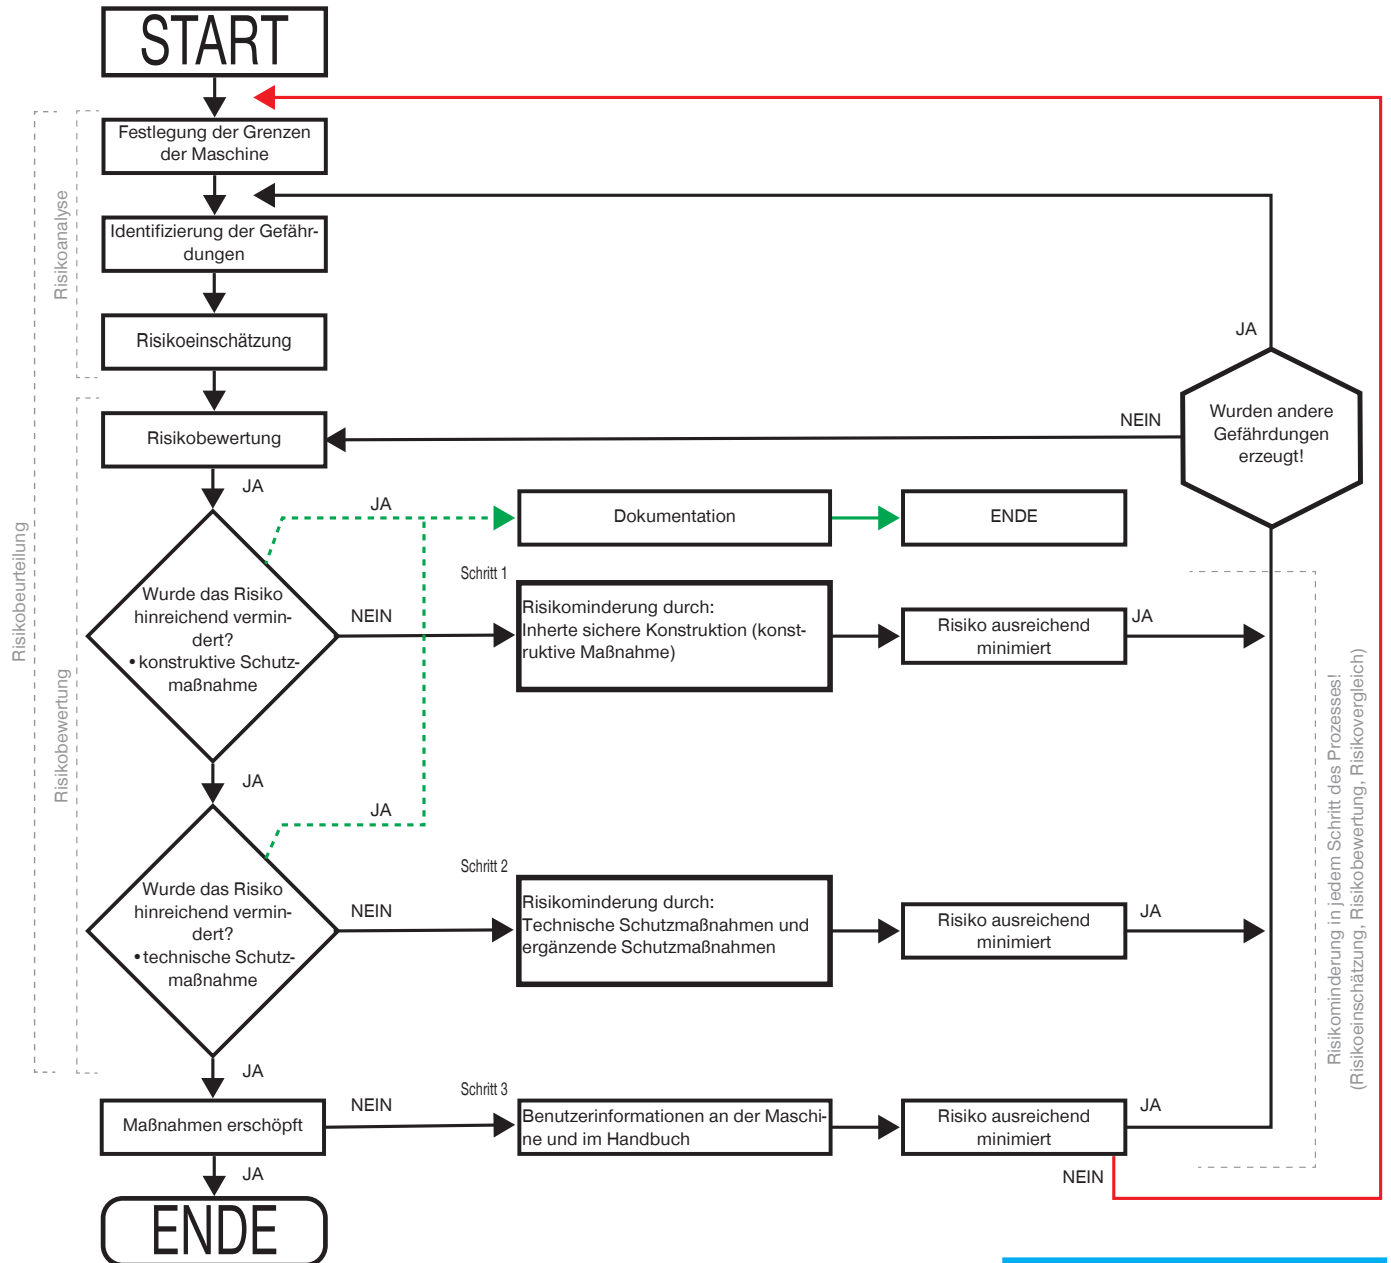 START
Festlegung der Grenzen
der Maschine
Identifizierung der Gefähr-
dungen
Risikoeinschätzung
Risikobewertung
JA
JA
Wurde das Risiko
hinreichend vermin-
dert?
• konstruktive Schutz-
maßnahme
NEIN
JA
JA
Wurde das Risiko
hinreichend vermin-
dert?
• technische Schutz-
maßnahme
NEIN
JA
Maßnahmen erschöpft
NEIN
JA
ENDE
Dokumentation
ENDE
Schritt 1
Risikominderung durch:
Inherte sichere Konstruktion (konst-
ruktive Maßnahme)
Risiko ausreichend
minimiert
JA
Schritt 2
Risikominderung durch:
Technische Schutzmaßnahmen und
ergänzende Schutzmaßnahmen
Risiko ausreichend
minimiert
JA
Schritt 3
Benutzerinformationen an der Maschi-
ne und im Handbuch
Risiko ausreichend
minimiert
JA
NEIN
Wurden andere
Gefährdungen
erzeugt!
JA
NEIN
Risikobeurteilung
Risikoanalyse
Risikobewertung
Risikominderung in jedem Schritt des Prozesses!
(Risikoeinschätzung, Risikobewertung, Risikovergleich)